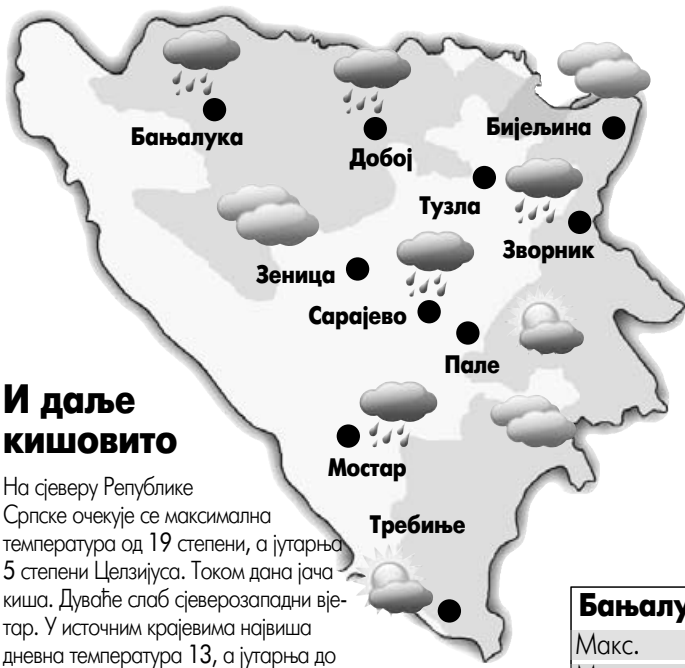 Бањалука
Добој
Бијељина
Тузла
Зворник
Зеница
Сарајево
Пале
Мостар
Требиње
И даље
кишовито
На сјеверу Републике
Српске очекује се максимална
температура од 19 степени, а јутарња
5 степени Целзијуса. Током дана јача
киша. Дуваће слаб сјеверозападни вје-
тар. У источним крајевима највиша
дневна температура 13, а јутарња до
Макс.